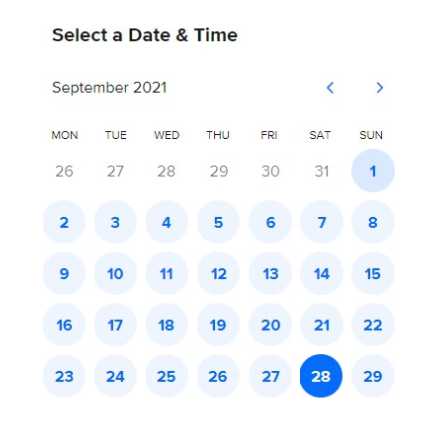 Select a Date & Time
September 2021
MON TUE WED THU FRI SAT SUN
26 27 28 29 30 31 1
2 3 4 5 6 7 8
9 10 11 12 13 14 15
16 17 18 19 20 21 22
23 24 25 26 27 28 29